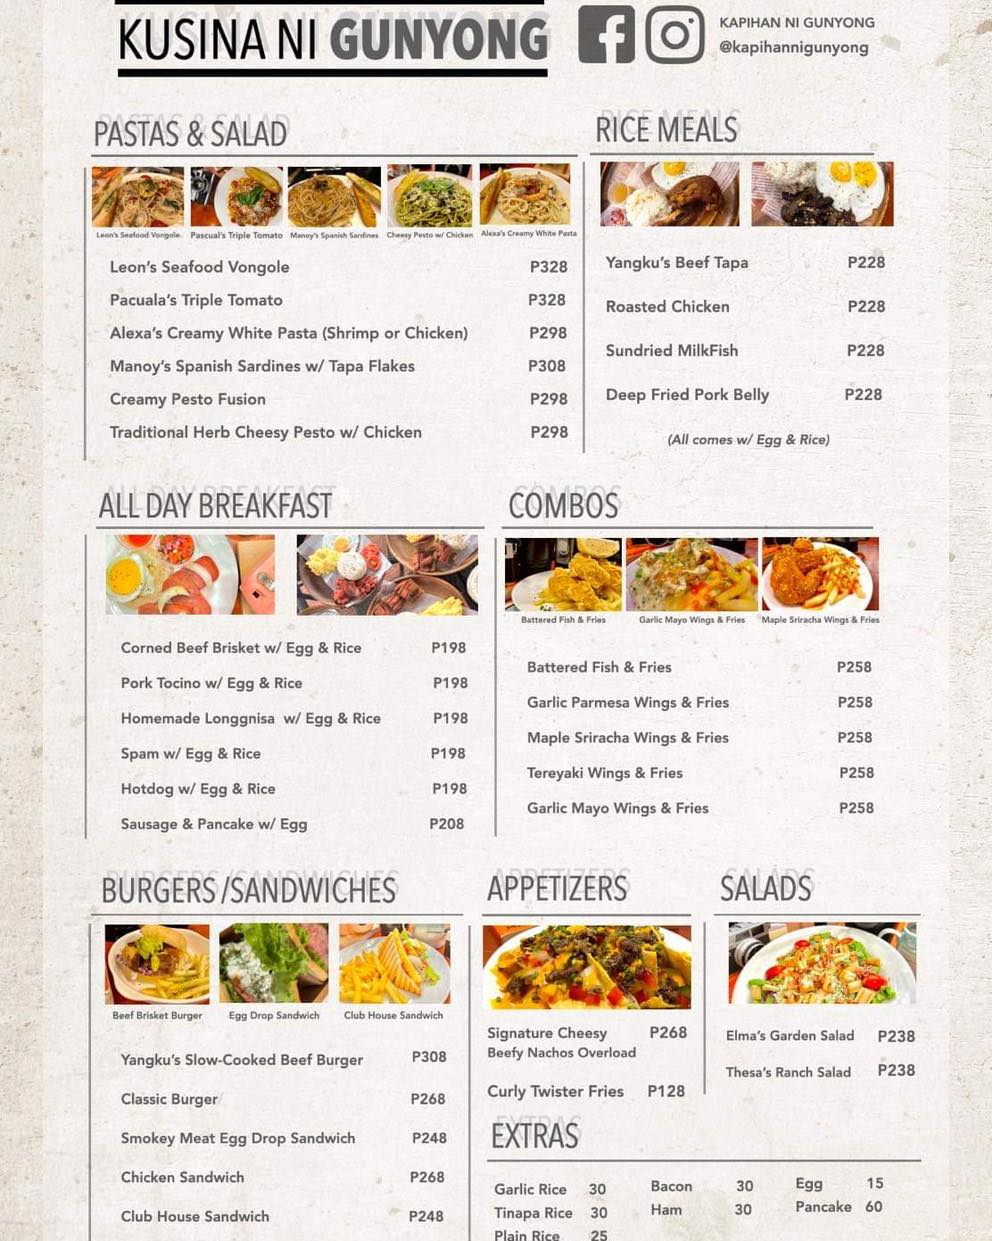 KUSINA NI GUNYONG
KAPIHAN NI GUNYONG
@kapihannigunyong
PASTAS & SALAD
Leon's Seafood Vongole
Pascual's Triple Tomato
Manoy's Spanish Sardines
Cheesy Pesto w/ Chicken
Alexa's Creamy White Pasta
Leon's Seafood Vongole P328
Pacuala's Triple Tomato P328
Alexa's Creamy White Pasta (Shrimp or Chicken) P298
Manoy's Spanish Sardines w/ Tapa Flakes P308
Creamy Pesto Fusion P298
Traditional Herb Cheesy Pesto w/ Chicken P298
RICE MEALS
Yangku's Beef Tapa P228
Roasted Chicken P228
Sundried MilkFish P228
Deep Fried Pork Belly P228
(All comes w/ Egg & Rice)
ALL DAY BREAKFAST
Corned Beef Brisket w/ Egg & Rice P198
Pork Tocino w/ Egg & Rice P198
Homemade Longgnisa w/ Egg & Rice P198
Spam w/ Egg & Rice P198
Hotdog w/ Egg & Rice P198
Sausage & Pancake w/ Egg P208
COMBOS
Battered Fish & Fries
Garlic Mayo Wings & Fries
Maple Sriracha Wings & Fries
Battered Fish & Fries P258
Garlic Parmesa Wings & Fries P258
Maple Sriracha Wings & Fries P258
Tereyaki Wings & Fries P258
Garlic Mayo Wings & Fries P258
BURGERS/SANDWICHES
Beef Brisket Burger
Egg Drop Sandwich
Club House Sandwich
Yangku's Slow-Cooked Beef Burger P308
Classic Burger P268
Smokey Meat Egg Drop Sandwich P248
Chicken Sandwich P268
Club House Sandwich P248
APPETIZERS
Signature Cheesy P268
Beefy Nachos Overload
Curly Twister Fries P128
SALADS
Elma's Garden Salad P238
Thesa's Ranch Salad P238
EXTRAS
Garlic Rice 30
Tinapa Rice 30
Plain Rice 25
Bacon 30
Ham 30
Egg 15
Pancake 60